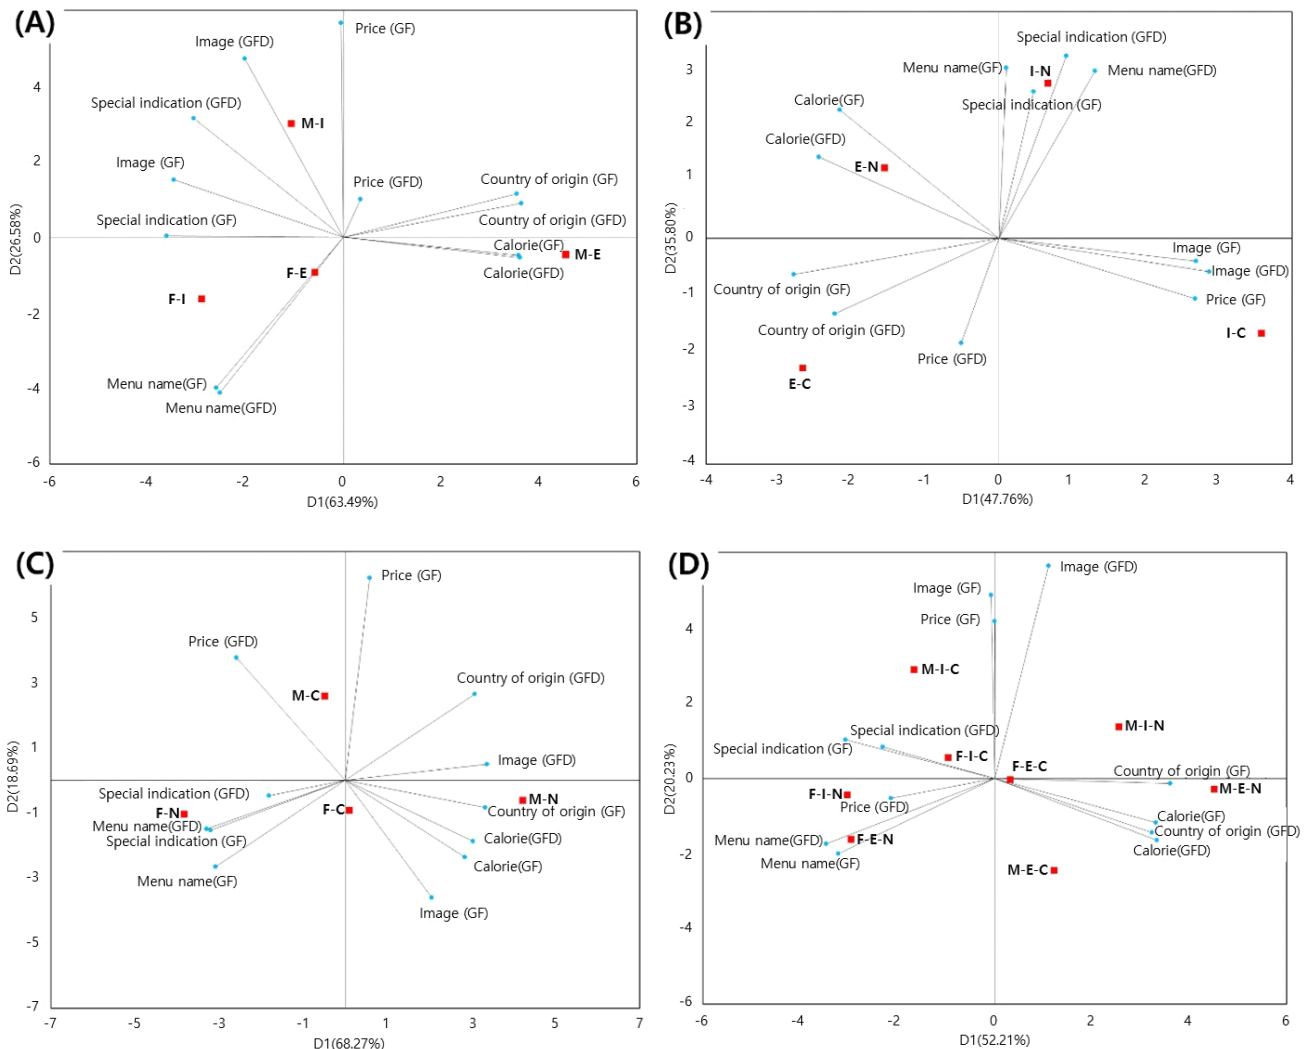 (A)
Price (GF)
Image (GFD)
4
Special indication (GFD)
M-I
2
Image (GF)
Price (GFD)
Country of origin (GF)
Special indication (GF)
Country of origin (GFD)
0
Calorie(GF)
M-E
F-E
Calorie(GFD)
F-I
-2
Menu name(GF)
-4
Menu name(GFD)
-6
-6 -4 -2 0 2 4 6
D1(63.49%)
D2(26.58%)
(B)
Special indication (GFD)
3
Menu name(GF)
I-N
Menu name(GFD)
Calorie(GF)
Special indication (GF)
2
Calorie(GFD)
E-N
1
0
Image (GF)
Image (GFD)
Country of origin (GF)
-1
Price (GF)
Country of origin (GFD)
I-C
-2
Price (GFD)
E-C
-3
-4
-4 -3 -2 -1 0 1 2 3 4
D1(47.76%)
D2(35.80%)
(C)
Price (GF)
5
Price (GFD)
3
Country of origin (GFD)
M-C
1
Image (GFD)
Special indication (GFD)
M-N
-1
F-N
F-C
Country of origin (GF)
Menu name(GFD)
Special indication (GF)
Calorie(GFD)
-3
Menu name(GF)
Calorie(GF)
Image (GF)
-5
-7
-7 -5 -3 -1 1 3 5 7
D1(68.27%)
D2(18.69%)
(D)
Image (GFD)
Image (GF)
Price (GF)
4
M-I-C
2
Special indication (GFD)
M-I-N
Special indication (GF)
F-I-C
F-E-C
0
Country of origin (GF)
F-I-N
M-E-N
Price (GFD)
Calorie(GF)
Menu name(GFD)
F-E-N
Country of origin (GFD)
-2
Menu name(GF)
Calorie(GFD)
M-E-C
-4
-6
-6 -4 -2 0 2 4 6
D1(52.21%)
D2(20.23%)